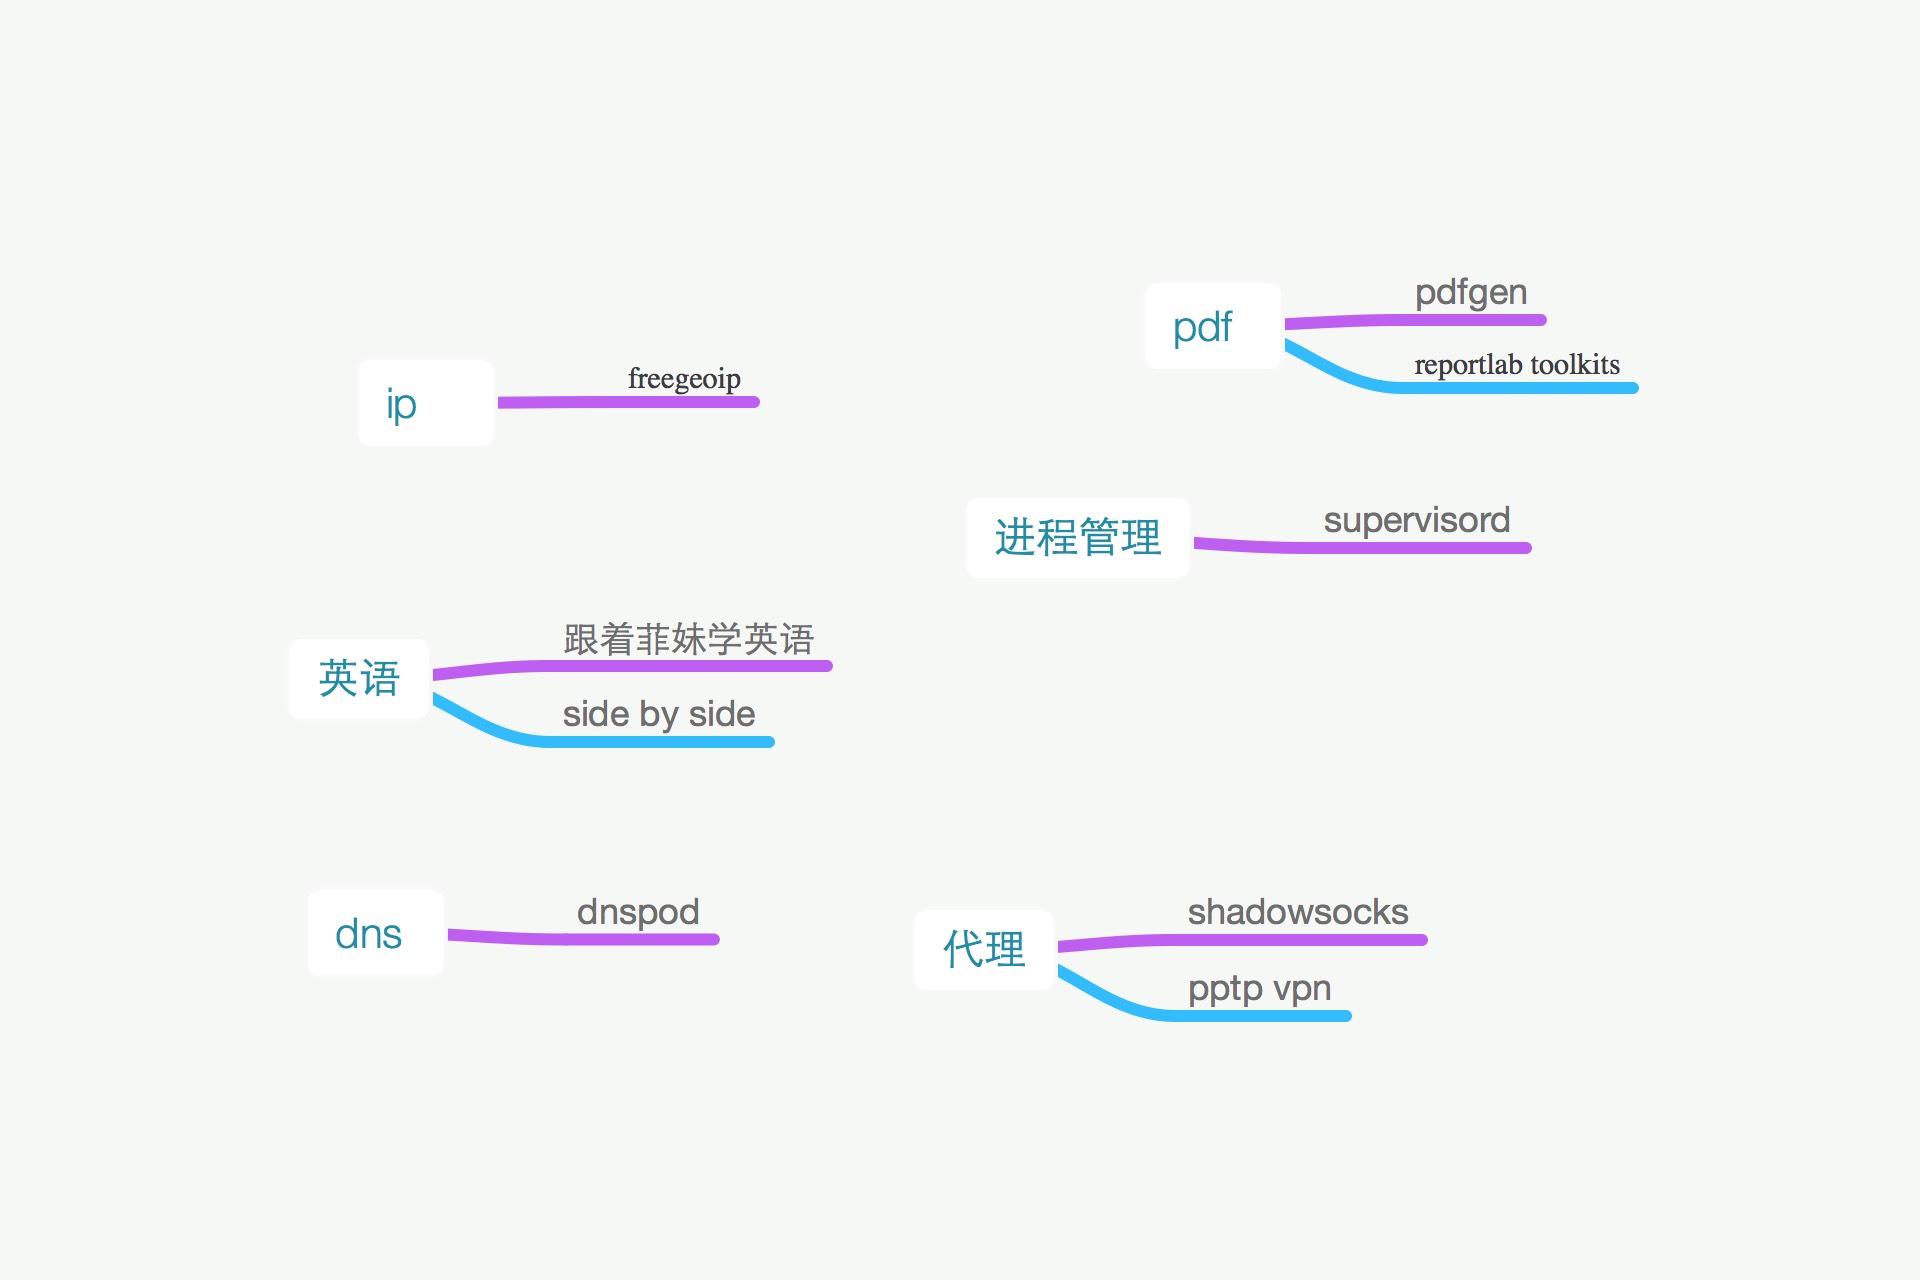 pdf
pdfgen
reportlab toolkits
ip
freegeoip
进程管理
supervisord
英语
跟着菲妹学英语
side by side
dns
dnspod
代理
shadowsocks
pptp vpn